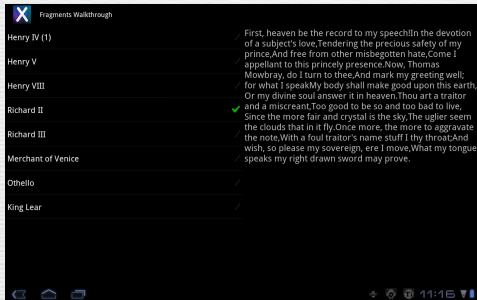 Fragments Walkthrough
Henry IV (1)
Henry V
Henry VIII
Richard II
Richard III
Merchant of Venice
Othello
King Lear
First, heaven be the record to my speech!In the devotion
of a subject's love,Tendering the precious safety of my
prince,And free from other misbegotten hate,Come I
appellant to this princely presence.Now, Thomas
Mowbray, do I turn to thee,And mark my greeting well;
for what I speakMy body shall make good upon this earth,
Or my divine soul answer it in heaven.Thou art a traitor
and a miscreant,Too good to be so and too bad to live,
Since the more fair and crystal is the sky,The uglier seem
the clouds that in it fly.Once more, the more to aggravate
the note,With a foul traitor's name stuff I thy throat;And
wish, so please my sovereign, ere I move,What my tongue
speaks my right drawn sword may prove.
11:16